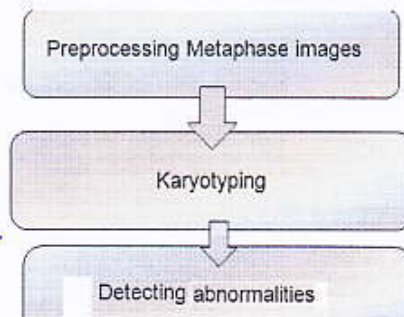 Preprocessing Metaphase images
Karyotyping
Detecting abnormalities